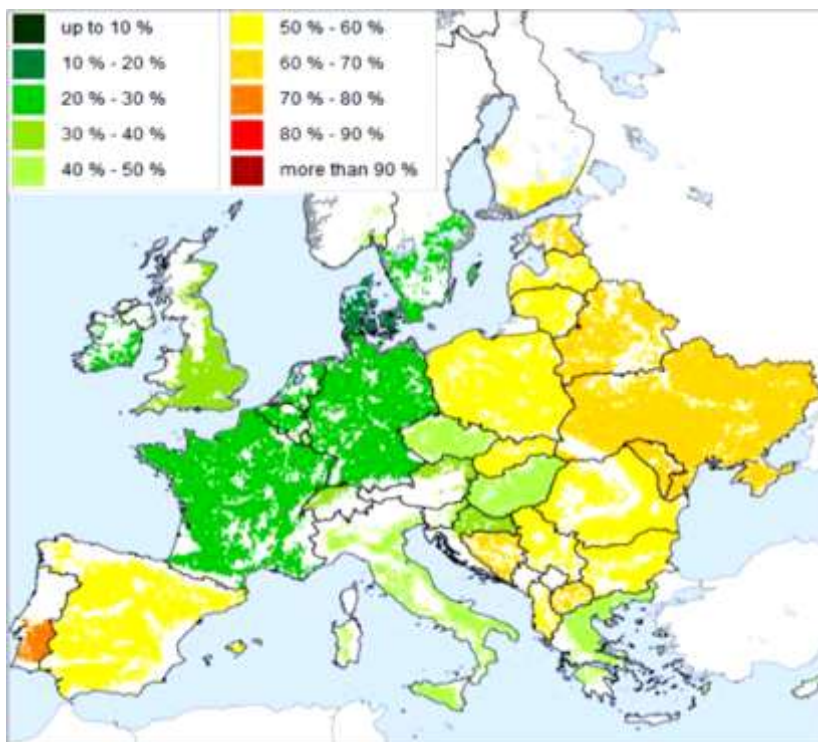 up to 10 %
10 % - 20 %
20 % - 30 %
30 % - 40 %
40 % - 50 %
50 % - 60 %
60 % - 70 %
70 % - 80 %
80 % - 90 %
more than 90 %